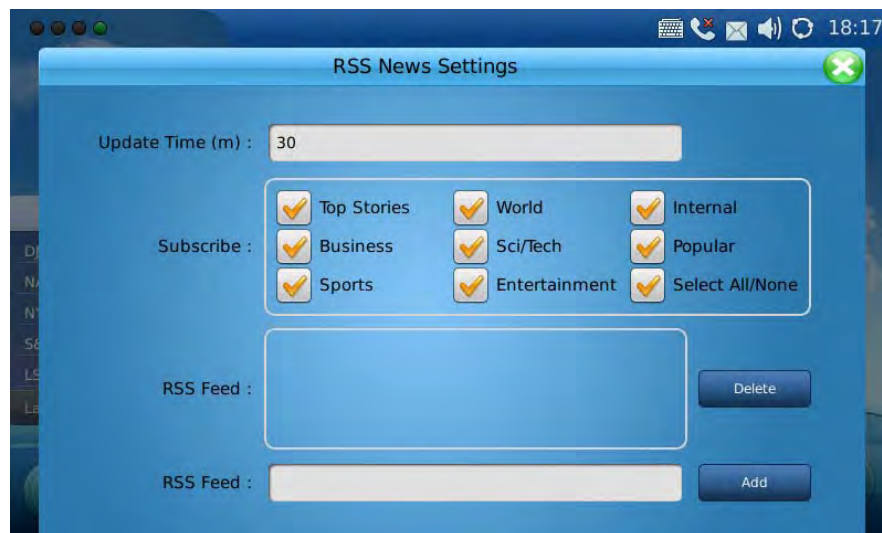 18:17
RSS News Settings
Update Time (m) : 30
Top Stories World Internal
Subscribe : Business Sci/Tech Popular
Sports Entertainment Select All/None
RSS Feed : Delete
RSS Feed : Add